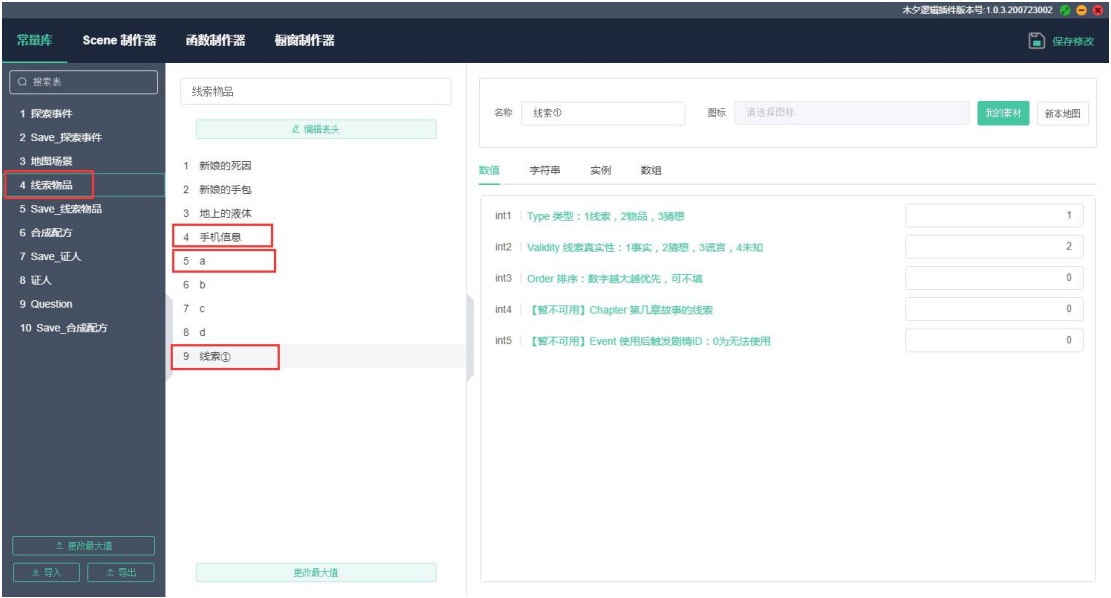 木夕逻辑插件版本号:1.0.3.200723002
常量库 Scene 制作器 函数制作器 橱窗制作器 保存修改
搜索表
1 探索事件
2 Save_探索事件
3 地图场景
4 线索物品
5 Save_线索物品
6 合成配方
7 Save_证人
8 证人
9 Question
10 Save_合成配方
更改最大值
导入 导出
线索物品
编辑表头
1 新娘的死因
2 新娘的手包
3 地上的液体
4 手机信息
5 a
6 b
7 c
8 d
9 线索①
更改最大值
名称 线索① 图标 请选择图标 我的素材 新本地图
数值 字符串 实例 数组
int1 Type 类型：1线索，2物品，3猜想 1
int2 Validity 线索真实性：1事实，2猜想，3谎言，4未知 2
int3 Order 排序：数字越大越优先，可不填 0
int4 【暂不可用】Chapter 第几章故事的线索 0
int5 【暂不可用】Event 使用后触发剧情ID：0为无法使用 0